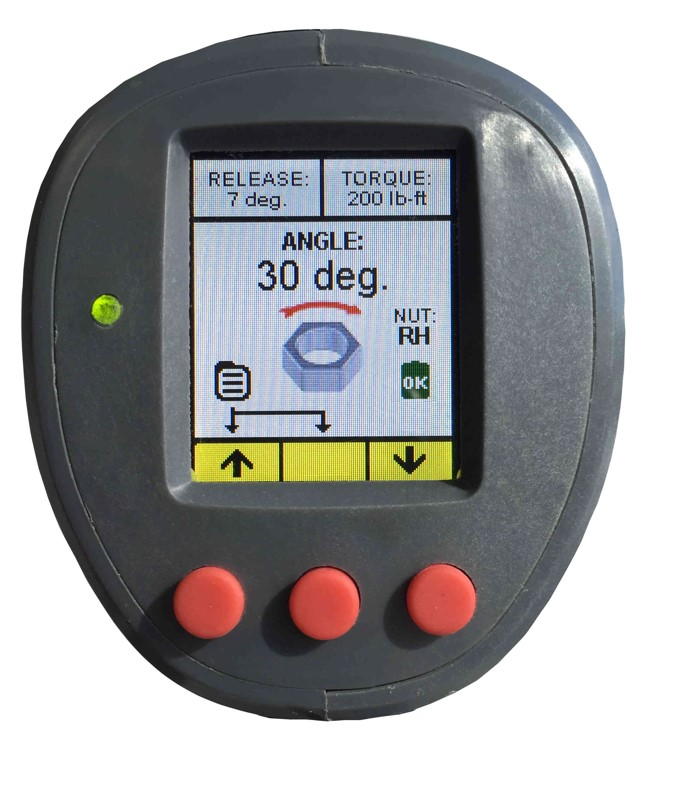 RELEASE:
7 deg.
TORQUE:
200 lb-ft
ANGLE:
30 deg.
NUT:
RH
OK